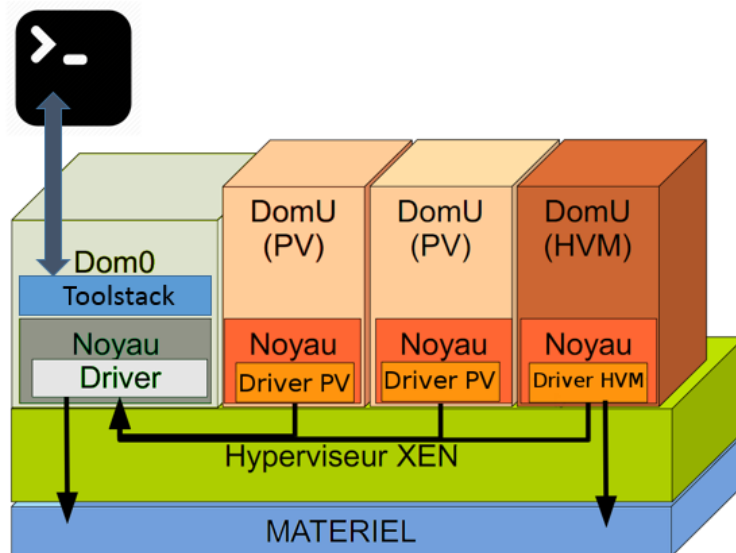 Dom0
Toolstack
Noyau
Driver
DomU
(PV)
Noyau
Driver PV
DomU
(PV)
Noyau
Driver PV
DomU
(HVM)
Noyau
Driver HVM
Hyperviseur XEN
MATERIEL